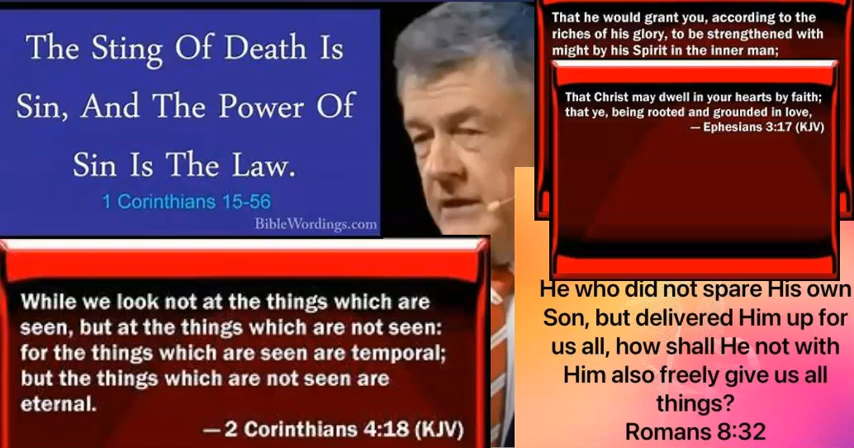 The Sting Of Death Is
Sin, And The Power Of
Sin Is The Law.
1 Corinthians 15-56
BibleWordings.com
While we look not at the things which are
seen, but at the things which are not seen:
for the things which are seen are temporal;
but the things which are not seen are
eternal.
— 2 Corinthians 4:18 (KJV)
That he would grant you, according to the
riches of his glory, to be strengthened with
might by his Spirit in the inner man;
That Christ may dwell in your hearts by faith;
that ye, being rooted and grounded in love,
— Ephesians 3:17 (KJV)
He who did not spare His own
Son, but delivered Him up for
us all, how shall He not with
Him also freely give us all
things?
Romans 8:32